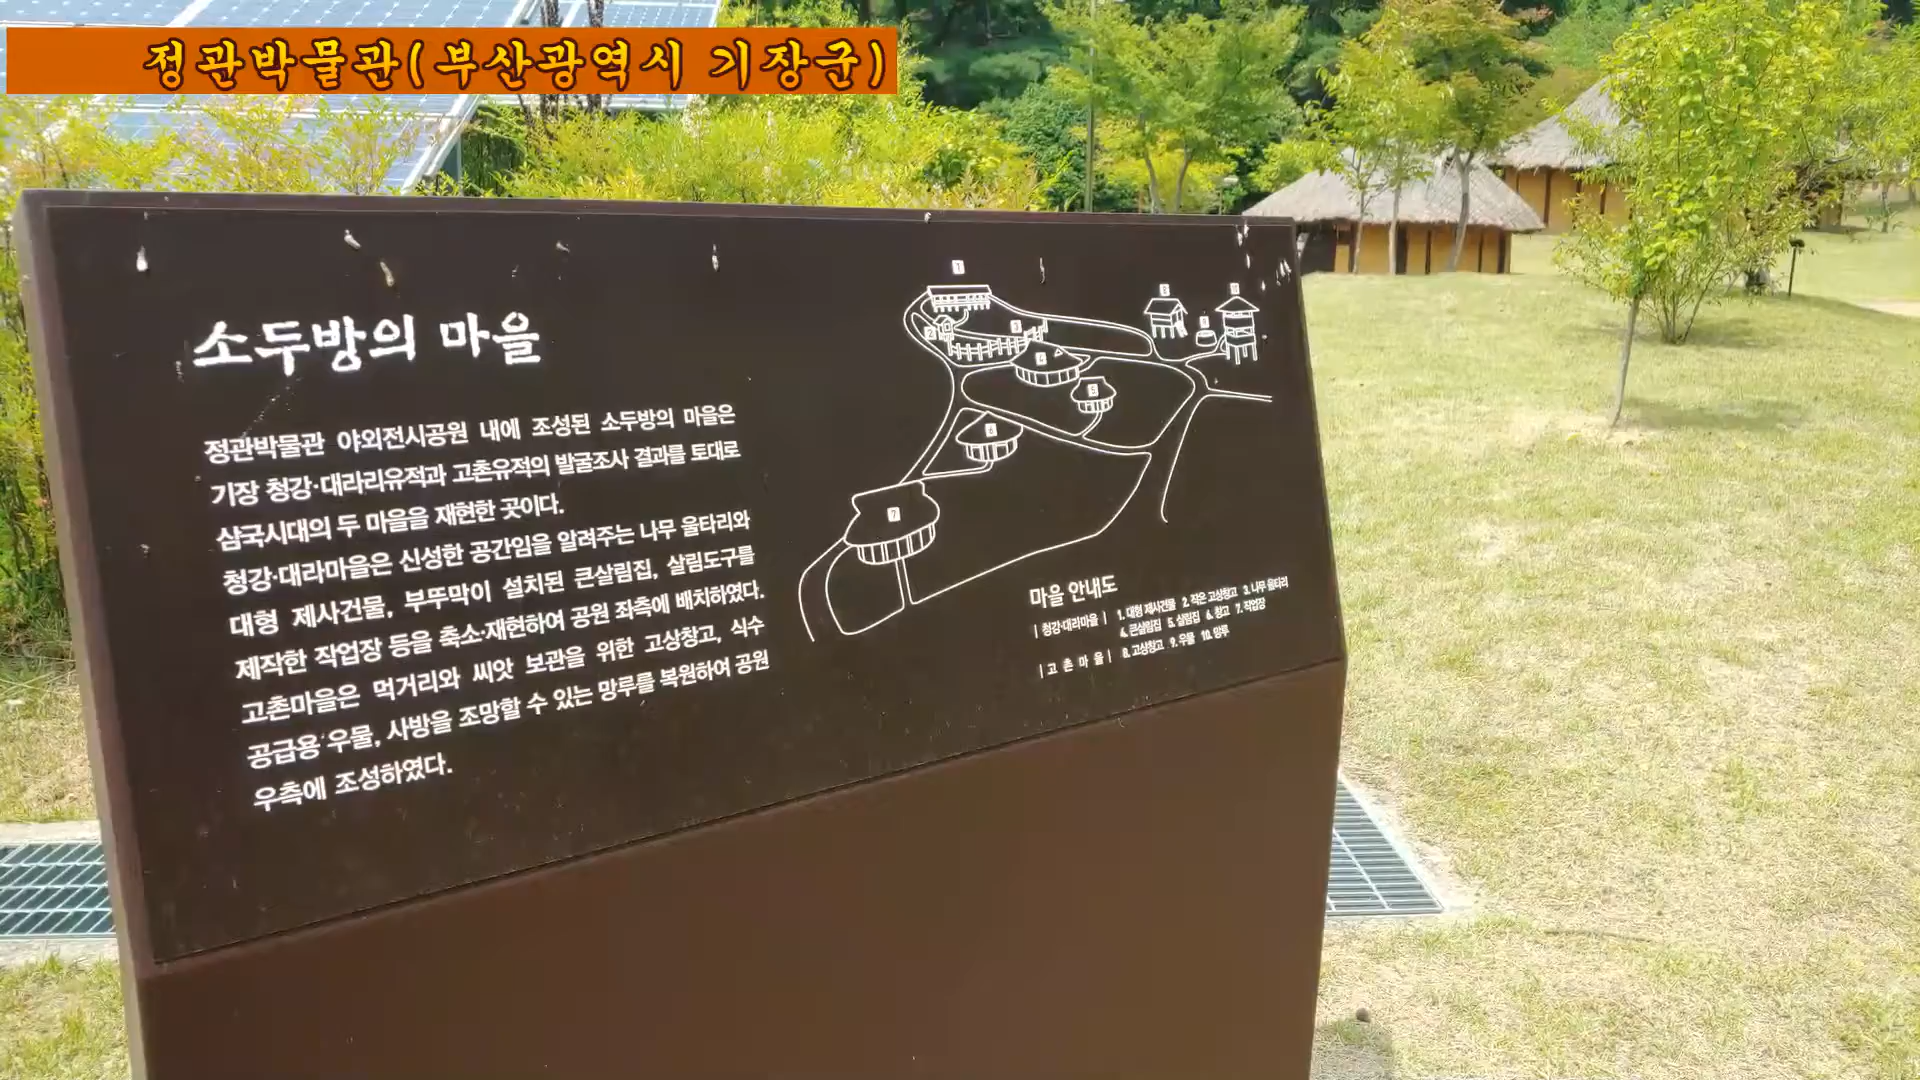 정관박물관(부산광역시 기장군)
소두방의 마을
정관박물관 야외전시공원 내에 조성된 소두방의 마을은
기장 청강·대라리유적과 고촌유적의 발굴조사 결과를 토대로
삼국시대의 두 마을을 재현한 곳이다.
청강·대라마을은 신성한 공간임을 알려주는 나무 울타리와
대형 제사건물, 부뚜막이 설치된 큰살림집, 살림도구를
제작한 작업장 등을 축소·재현하여 공원 좌측에 배치하였다.
고촌마을은 먹거리와 씨앗 보관을 위한 고상창고, 식수
공급용 우물, 사방을 조망할 수 있는 망루를 복원하여 공원
우측에 조성하였다.
1
2
3
4
5
6
7
8
9
10
마을 안내도
| 청강·대라마을 | 1. 대형 제사건물 2. 작은 고상창고 3. 나무 울타리
4. 큰살림집 5. 살림집 6. 창고 7. 작업장
| 고 촌 마 을 | 8. 고상창고 9. 우물 10. 망루